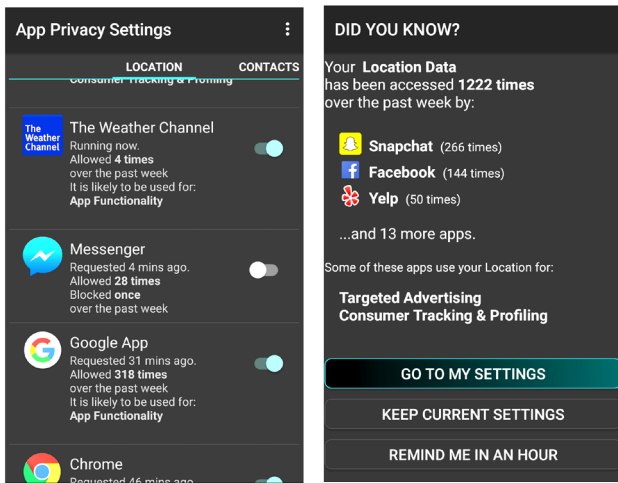 App Privacy Settings
LOCATION
CONTACTS
Consumer Tracking & Profiling
The
Weather
Channel
The Weather Channel
Running now.
Allowed 4 times
over the past week
It is likely to be used for:
App Functionality
Messenger
Requested 4 mins ago.
Allowed 28 times
Blocked once
over the past week
Google App
Requested 31 mins ago.
Allowed 318 times
over the past week
It is likely to be used for:
App Functionality
Chrome
Requested 46 mins ago
DID YOU KNOW?
Your Location Data
has been accessed 1222 times
over the past week by:
Snapchat (266 times)
Facebook (144 times)
Yelp (50 times)
...and 13 more apps.
Some of these apps use your Location for:
Targeted Advertising
Consumer Tracking & Profiling
GO TO MY SETTINGS
KEEP CURRENT SETTINGS
REMIND ME IN AN HOUR